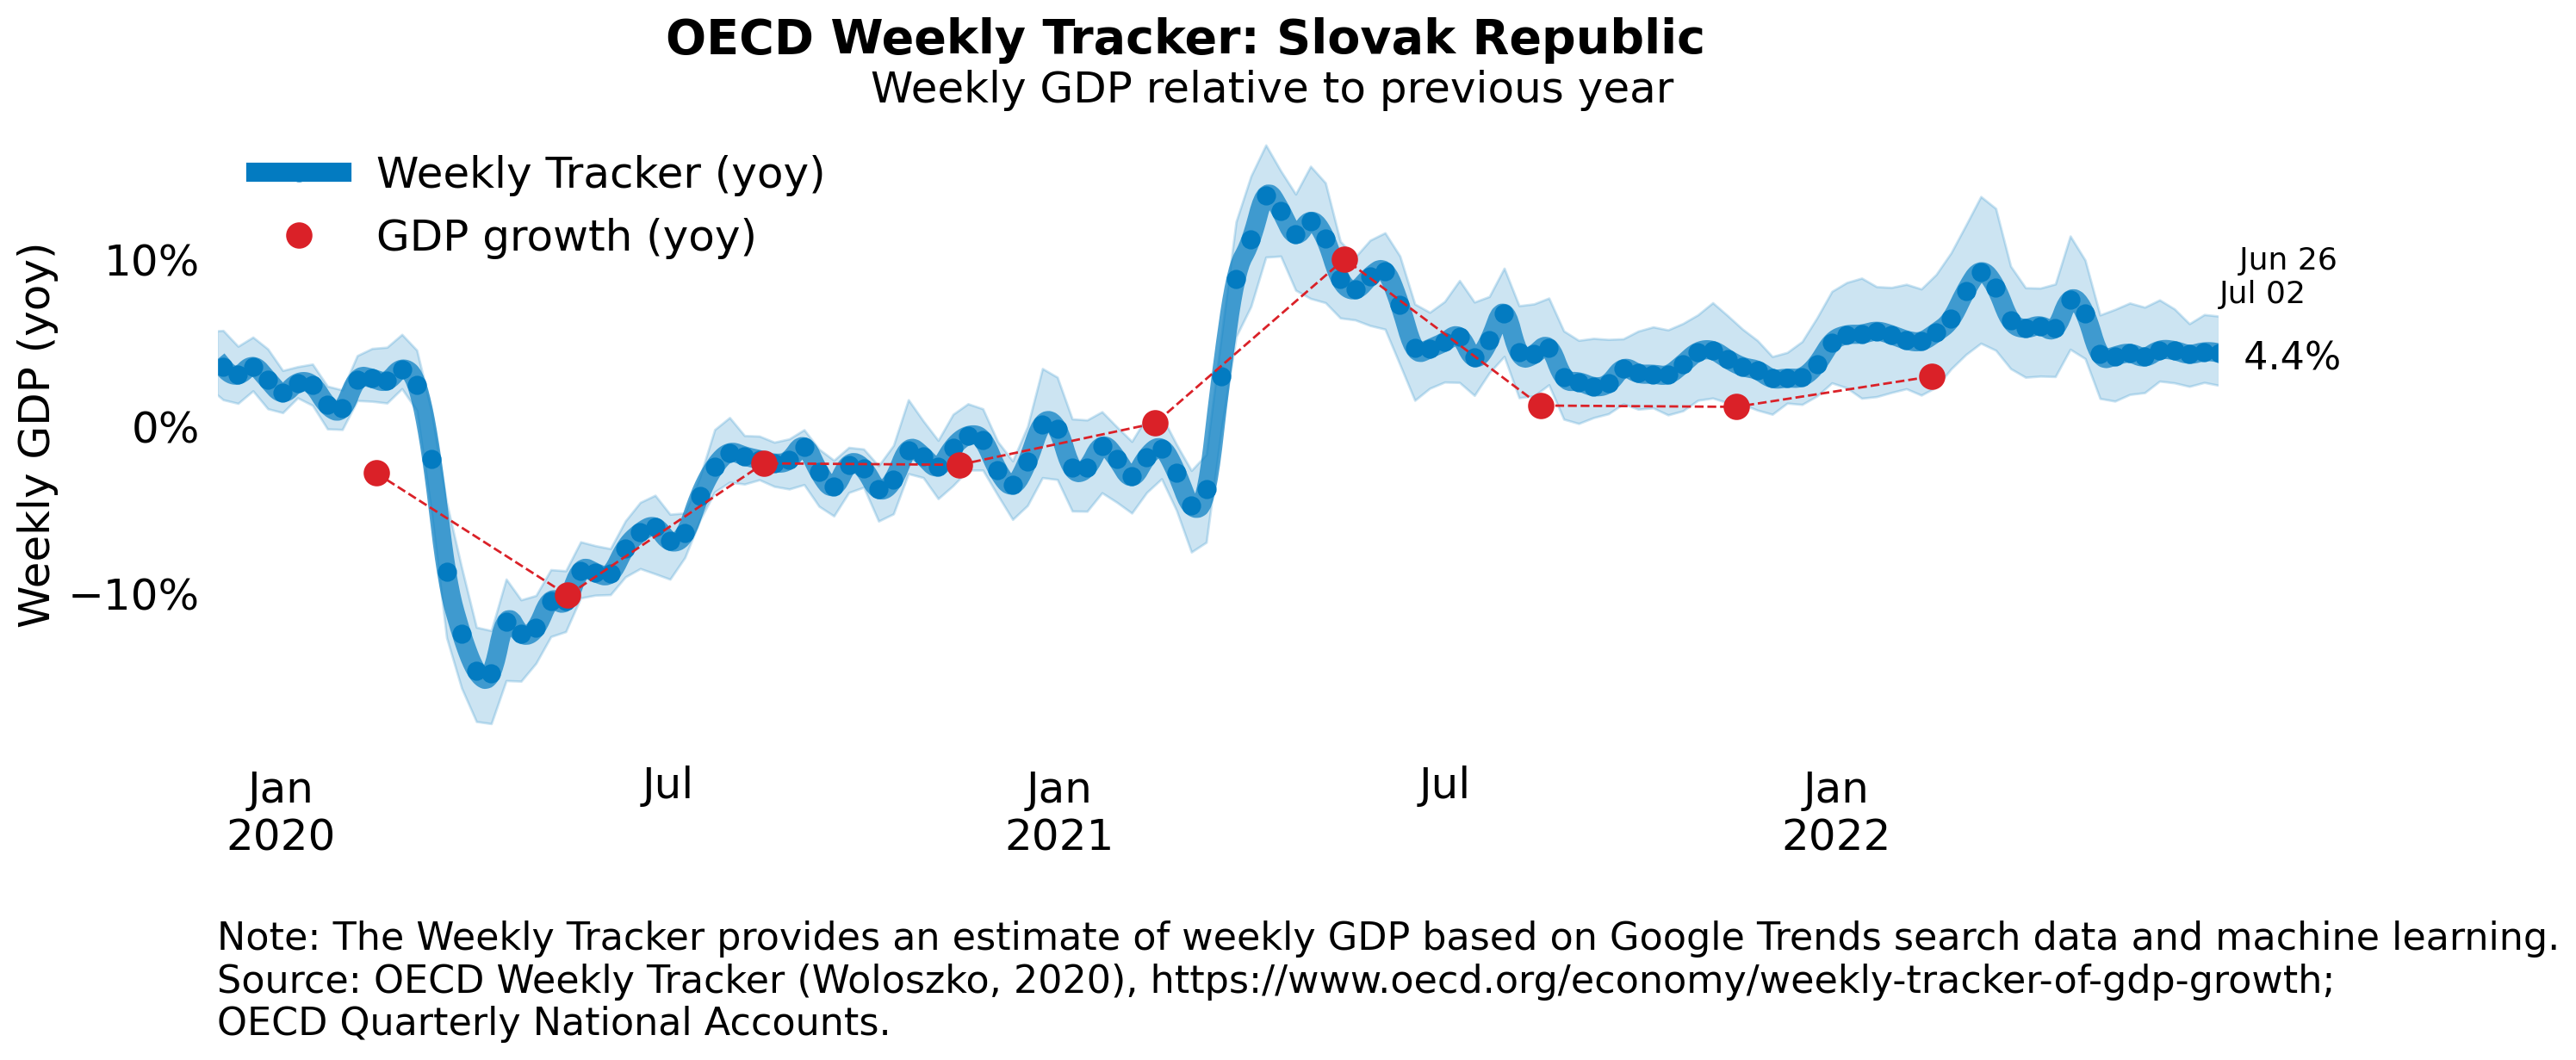 OECD Weekly Tracker: Slovak Republic
Weekly GDP relative to previous year
Weekly Tracker (yoy)
GDP growth (yoy)
Weekly GDP (yoy)
10%
0%
−10%
Jun 26
Jul 02
4.4%
Jan
2020
Jul
Jan
2021
Jul
Jan
2022
Note: The Weekly Tracker provides an estimate of weekly GDP based on Google Trends search data and machine learning.
Source: OECD Weekly Tracker (Woloszko, 2020), https://www.oecd.org/economy/weekly-tracker-of-gdp-growth;
OECD Quarterly National Accounts.